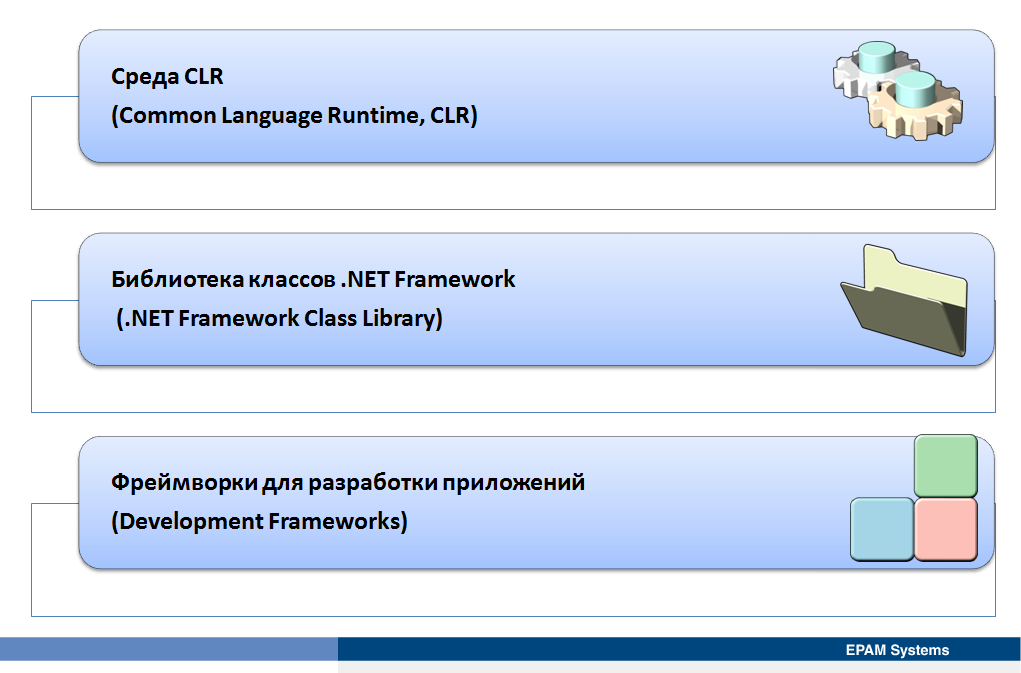 Среда CLR
(Common Language Runtime, CLR)
Библиотека классов .NET Framework
(.NET Framework Class Library)
Фреймворки для разработки приложений
(Development Frameworks)
EPAM Systems